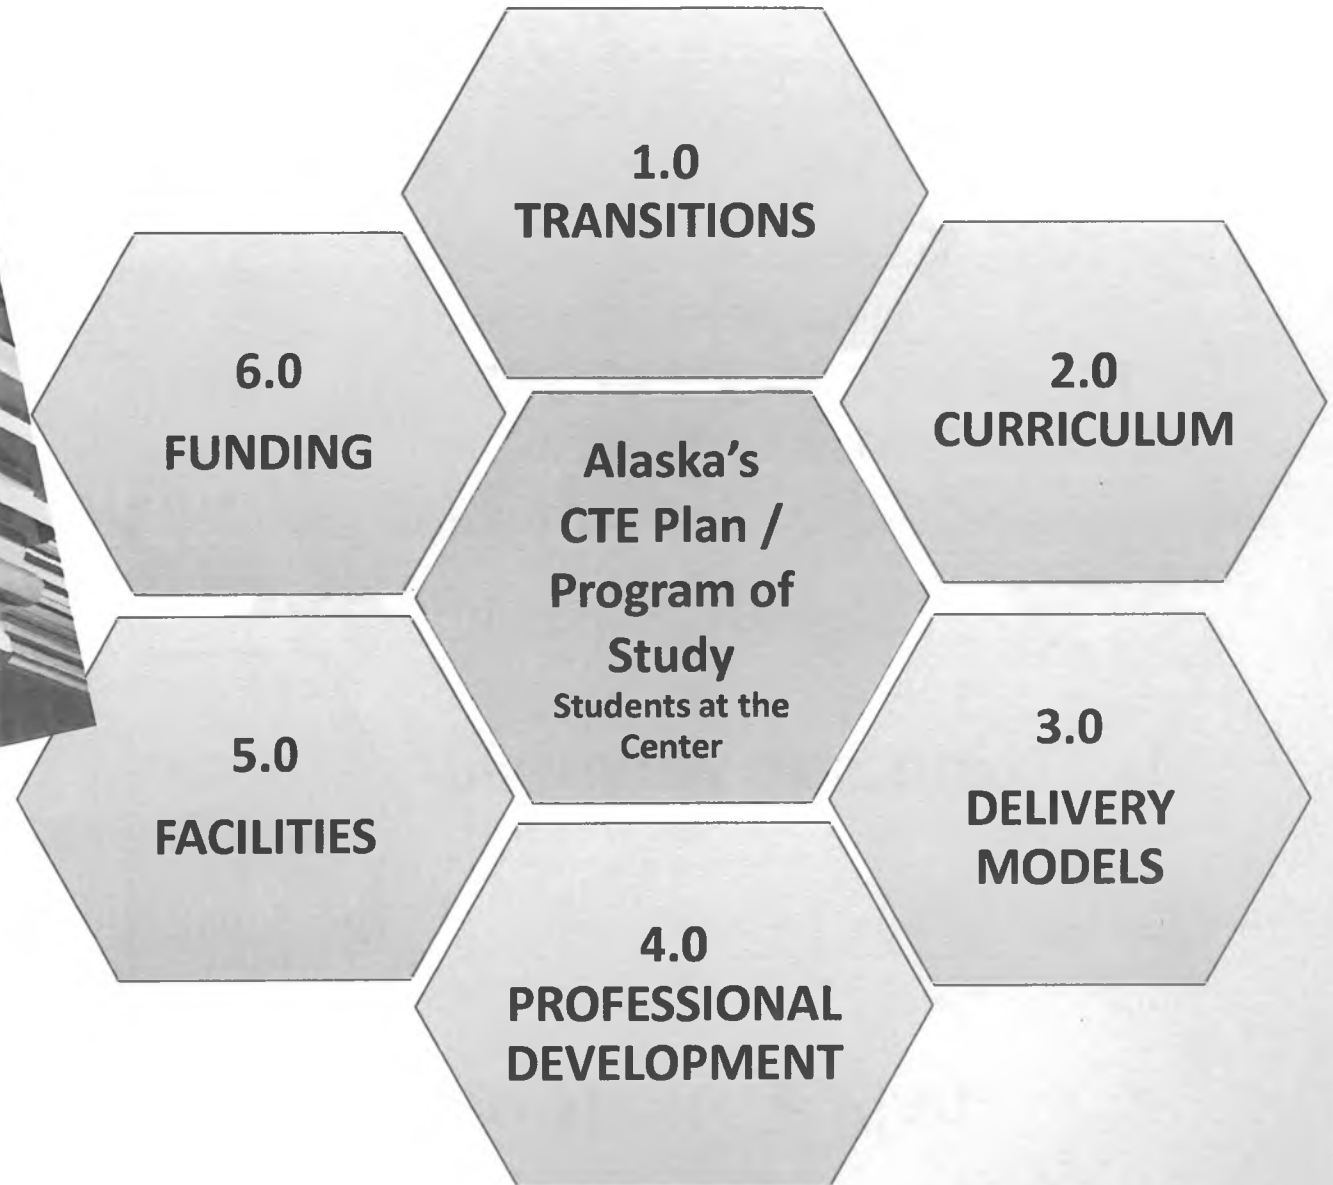 1.0
TRANSITIONS
2.0
CURRICULUM
3.0
DELIVERY
MODELS
4.0
PROFESSIONAL
DEVELOPMENT
5.0
FACILITIES
6.0
FUNDING
Alaska's
CTE Plan /
Program of
Study
Students at the
Center